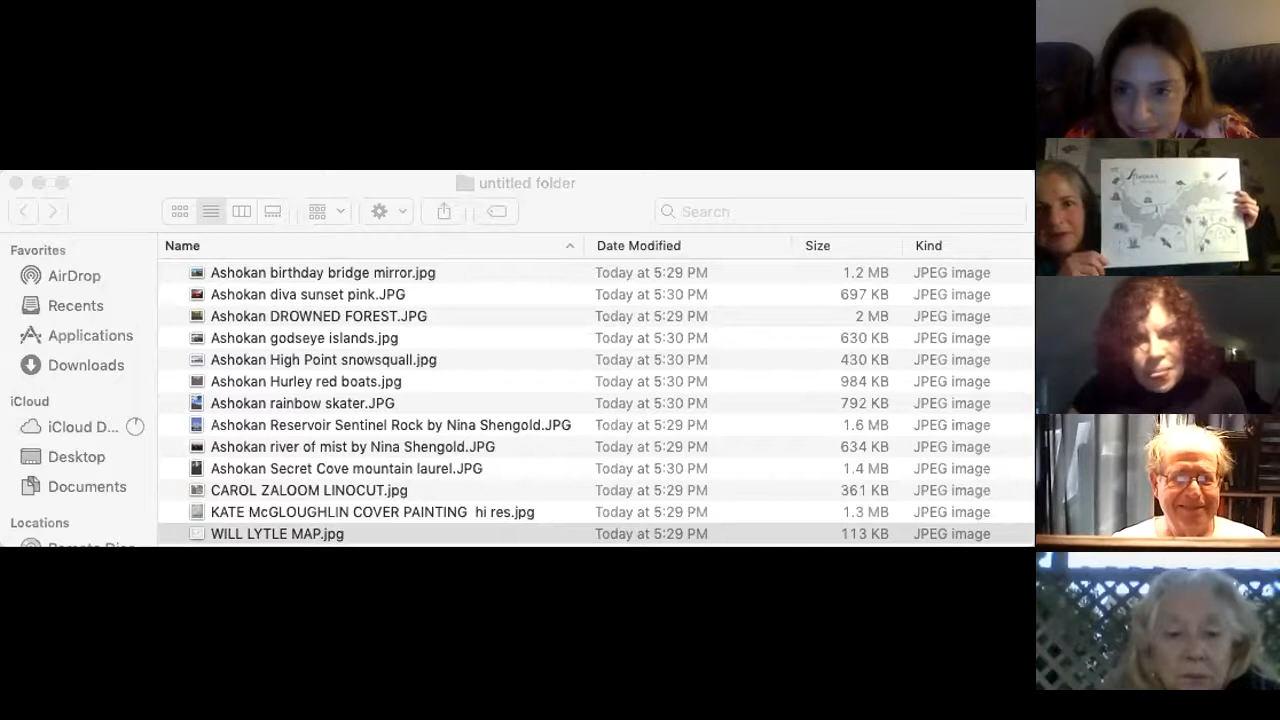 untitled folder
Search
Name Date Modified Size Kind
Favorites
AirDrop
Recents
Applications
Downloads
iCloud
iCloud D...
Desktop
Documents
Locations
Ashokan birthday bridge mirror.jpg Today at 5:29 PM 1.2 MB JPEG image
Ashokan diva sunset pink.JPG Today at 5:30 PM 697 KB JPEG image
Ashokan DROWNED FOREST.JPG Today at 5:29 PM 2 MB JPEG image
Ashokan godseye islands.jpg Today at 5:29 PM 630 KB JPEG image
Ashokan High Point snowsquall.jpg Today at 5:30 PM 430 KB JPEG image
Ashokan Hurley red boats.jpg Today at 5:30 PM 984 KB JPEG image
Ashokan rainbow skater.JPG Today at 5:30 PM 792 KB JPEG image
Ashokan Reservoir Sentinel Rock by Nina Shengold.JPG Today at 5:29 PM 1.6 MB JPEG image
Ashokan river of mist by Nina Shengold.JPG Today at 5:29 PM 634 KB JPEG image
Ashokan Secret Cove mountain laurel.JPG Today at 5:30 PM 1.4 MB JPEG image
CAROL ZALOOM LINOCUT.jpg Today at 5:29 PM 361 KB JPEG image
KATE McGLOUGHLIN COVER PAINTING hi res.jpg Today at 5:29 PM 1.3 MB JPEG image
WILL LYTLE MAP.jpg Today at 5:29 PM 113 KB JPEG image